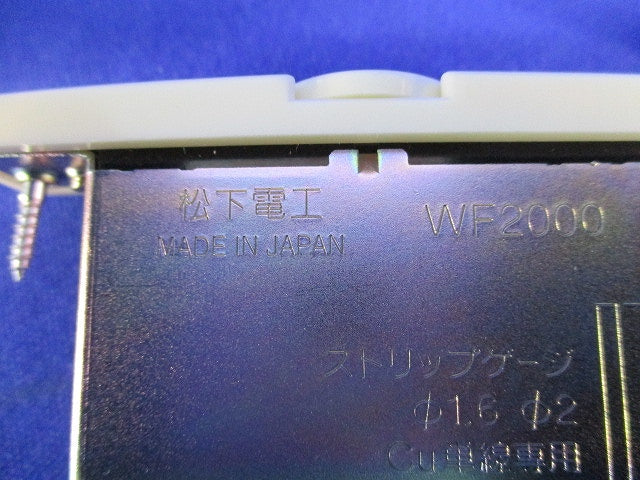 松下電工
MADE IN JAPAN
WF2000
ストリップゲージ
φ1.6 φ2
Cu単線専用